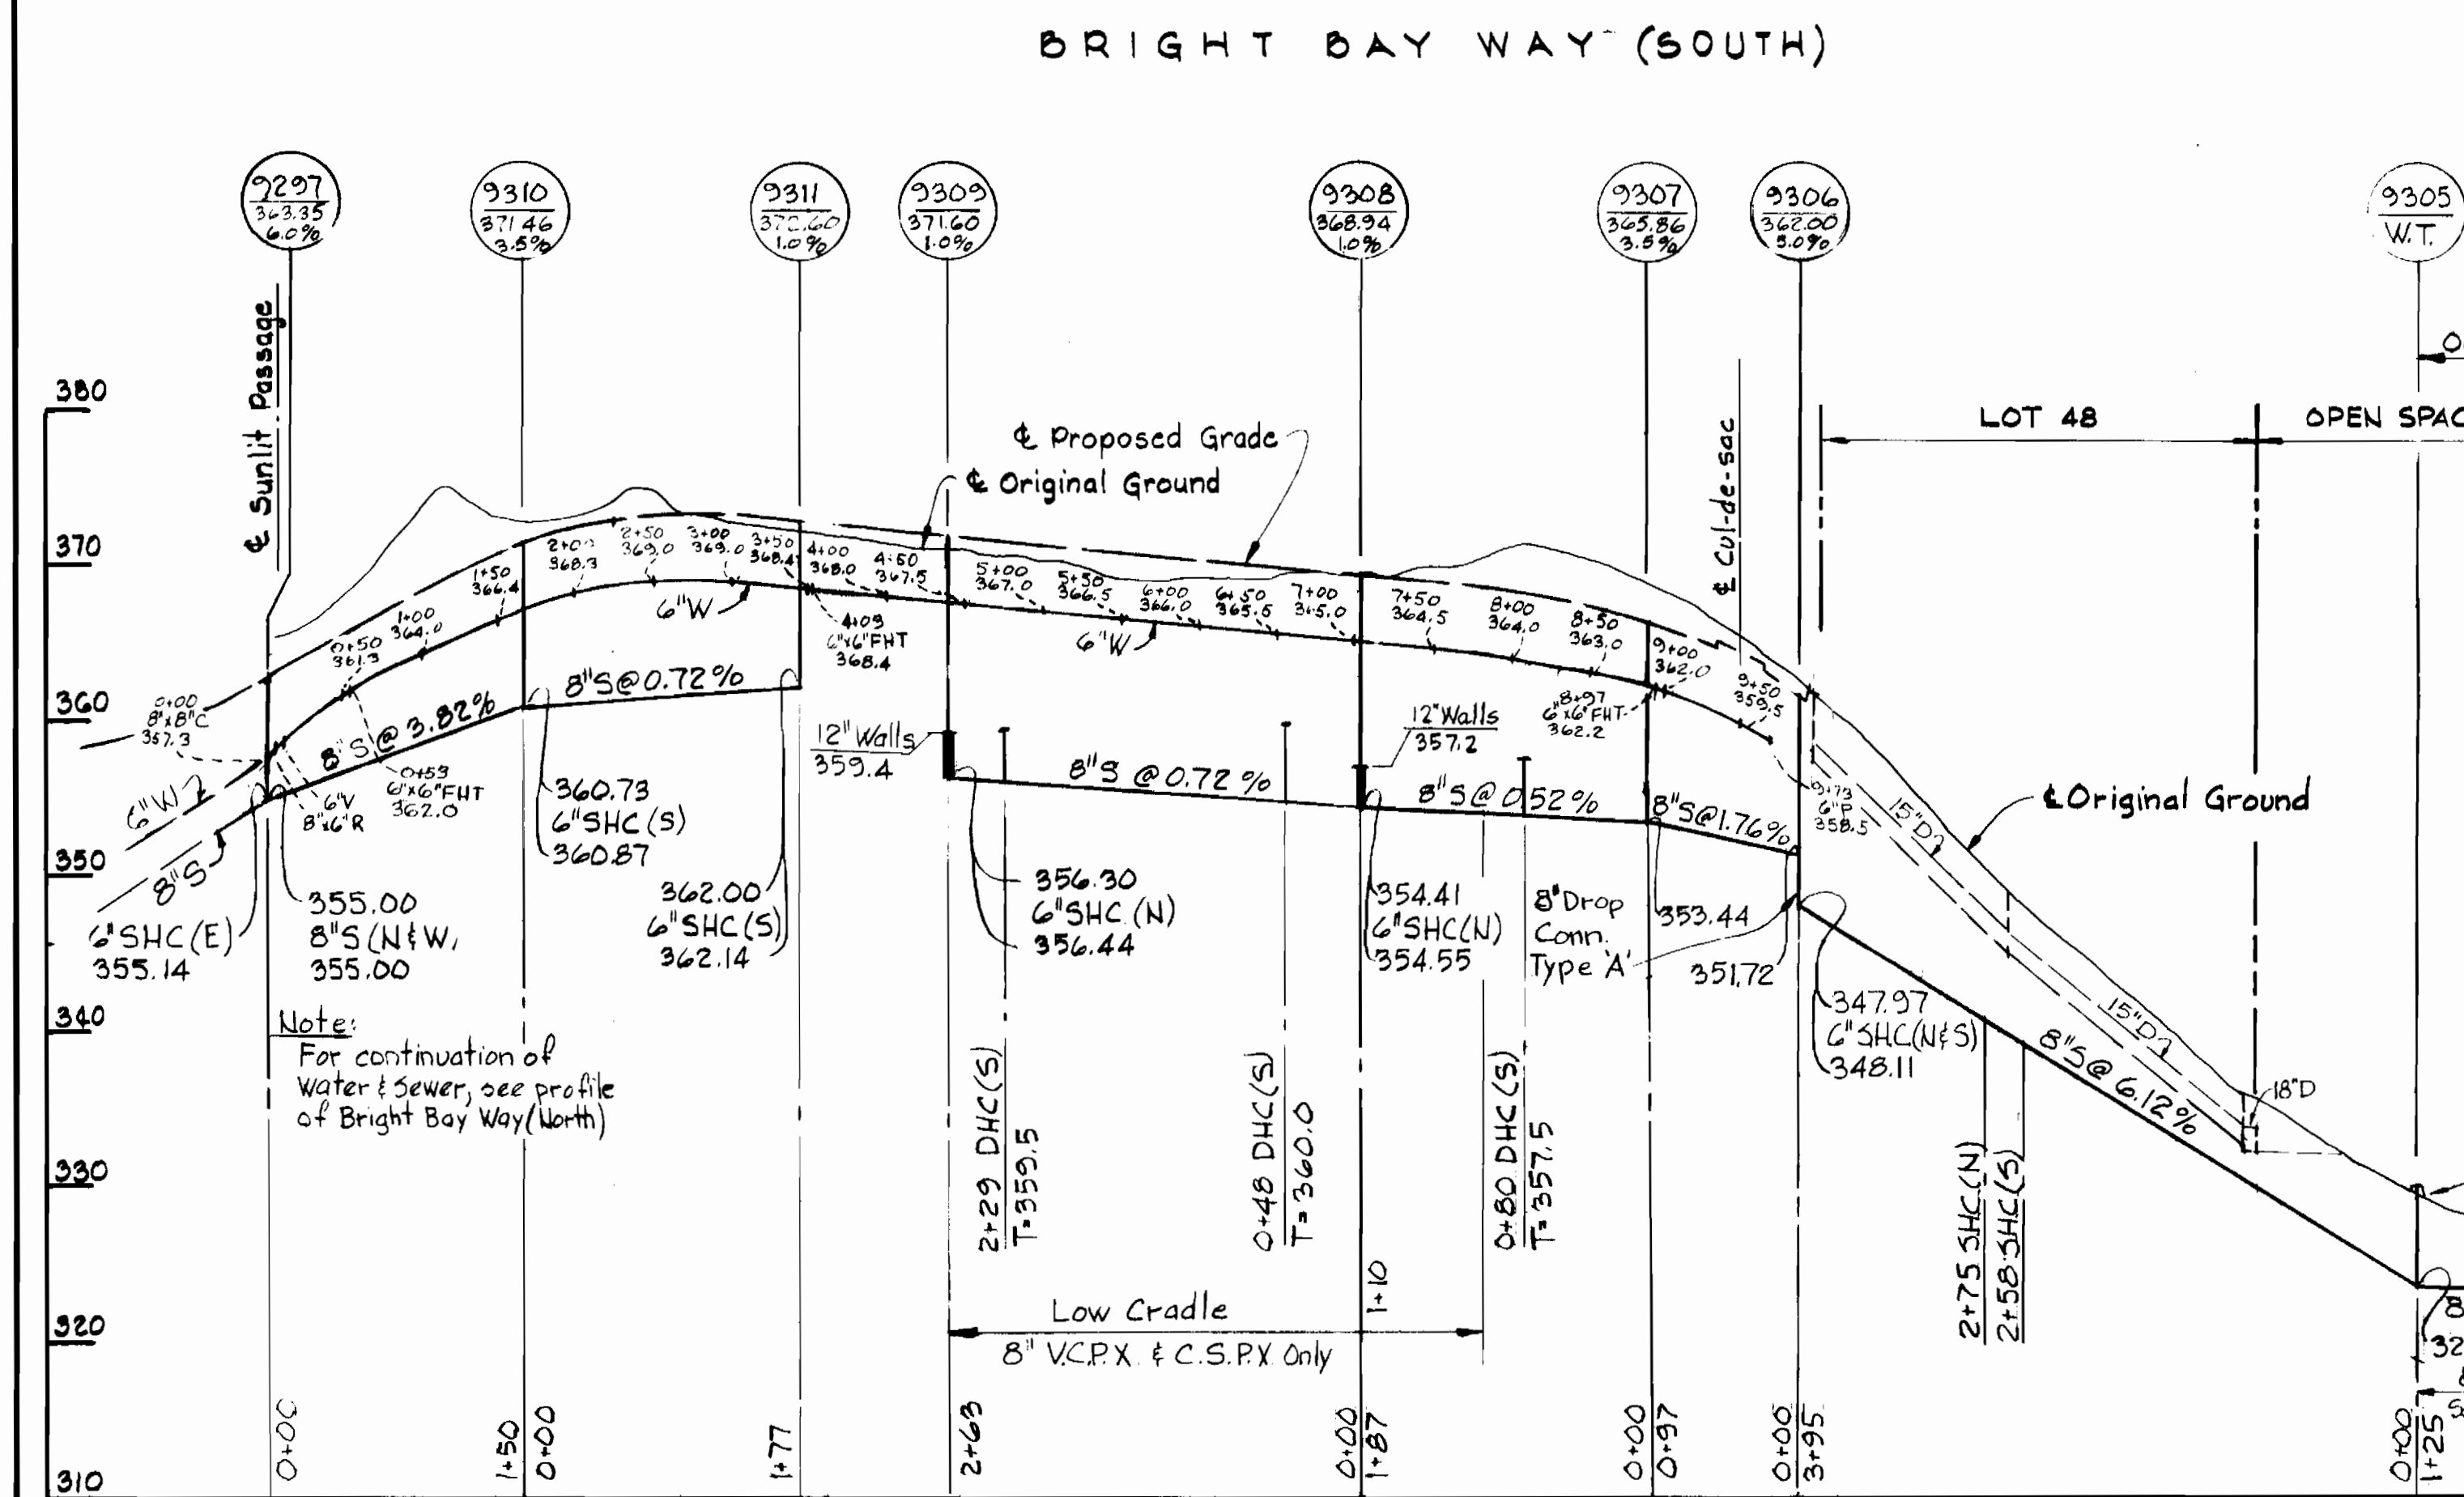 BRIGHT BAY WAY (SOUTH)
9297
363.35
6.0%
9310
371.46
3.5%
9311
372.60
1.0%
9309
371.60
1.0%
9308
368.94
1.0%
9307
365.86
3.5%
9306
362.00
5.0%
9305
W.T.
℄ Sunlit Passage
380
370
360
350
340
330
320
310
℄ Proposed Grade
℄ Original Ground
℄ Cul-de-sac
LOT 48
OPEN SPAC
0+00
8"x8"C
357.3
0+50
361.3
1+00
364.0
1+50
366.4
2+00
368.3
2+50
369.0
3+00
369.0
3+50
368.4
4+00
368.0
4+50
367.5
5+00
367.0
5+50
366.5
6+00
366.0
6+50
365.5
7+00
365.0
7+50
364.5
8+00
364.0
8+50
363.0
9+00
362.0
9+50
359.5
6"W
6"W
6"W
4+09
6"x6"FHT
368.4
8+97
6"x6"FHT
362.2
9+73
6"P
358.5
0+53
6"x6"FHT
362.0
6"V
8"x6"R
8"S
8"S @ 3.82%
8"S@0.72%
8"S @ 0.72%
8"S@ 0.52%
8"S@1.76%
8"S@ 6.12%
12" Walls
359.4
12" Walls
357.2
15"D
15"D
18"D
℄ Original Ground
6"SHC(E)
355.14
355.00
8"S(N&W)
355.00
360.73
6"SHC(S)
360.87
362.00
6"SHC(S)
362.14
356.30
6"SHC.(N)
356.44
354.41
6"SHC(N)
354.55
8"Drop
Conn.
Type 'A'
353.44
351.72
347.97
6"SHC(N&S)
348.11
Note:
For continuation of
Water & Sewer, see profile
of Bright Bay Way (North)
2+29 DHC(S)
T=359.5
0+48 DHC(S)
T=360.0
0+80 DHC(S)
T=357.5
2+75 SHC(N)
2+58 SHC(S)
1+10
Low Cradle
8" V.C.P.X. & C.S.P.X. Only
8
32
0+00
1+50
0+00
1+77
2+63
0+00
1+87
0+00
0+97
0+00
3+95
0+00
1+25